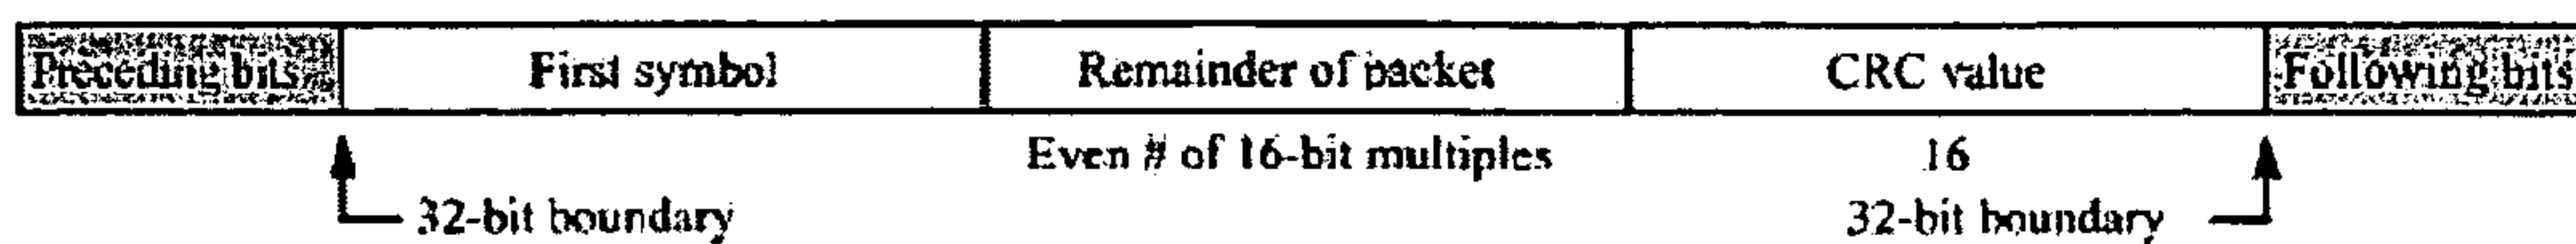 Preceding bits First symbol Remainder of packet CRC value Following bits
Even # of 16-bit multiples 16
32-bit boundary 32-bit boundary